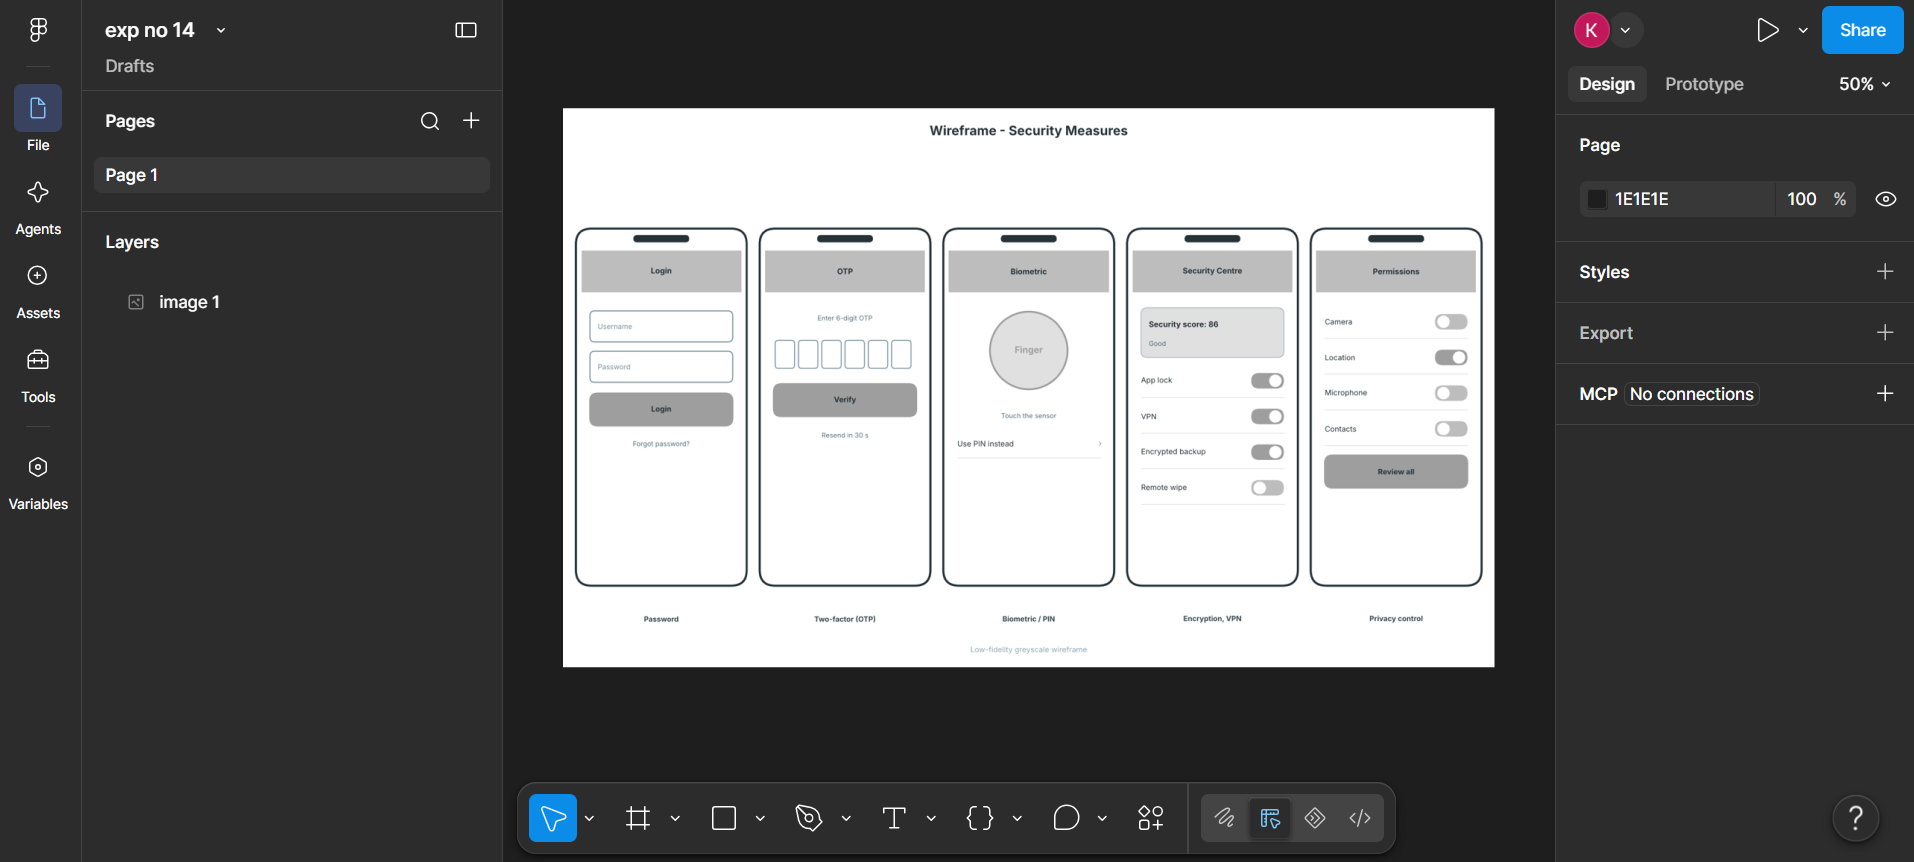 exp no 14
Drafts
File
Agents
Assets
Tools
Variables
Pages
Page 1
Layers
image 1
Wireframe - Security Measures
Login
Username
Password
Login
Forgot password?
Password
OTP
Enter 6-digit OTP
Verify
Resend in 30 s
Two-factor (OTP)
Biometric
Finger
Touch the sensor
Use PIN instead ›
Biometric / PIN
Security Centre
Security score: 86
Good
App lock
VPN
Encrypted backup
Remote wipe
Encryption, VPN
Permissions
Camera
Location
Microphone
Contacts
Review all
Privacy control
Low-fidelity greyscale wireframe
K
Share
Design Prototype 50%
Page
1E1E1E 100 %
Styles
Export
MCP No connections
?